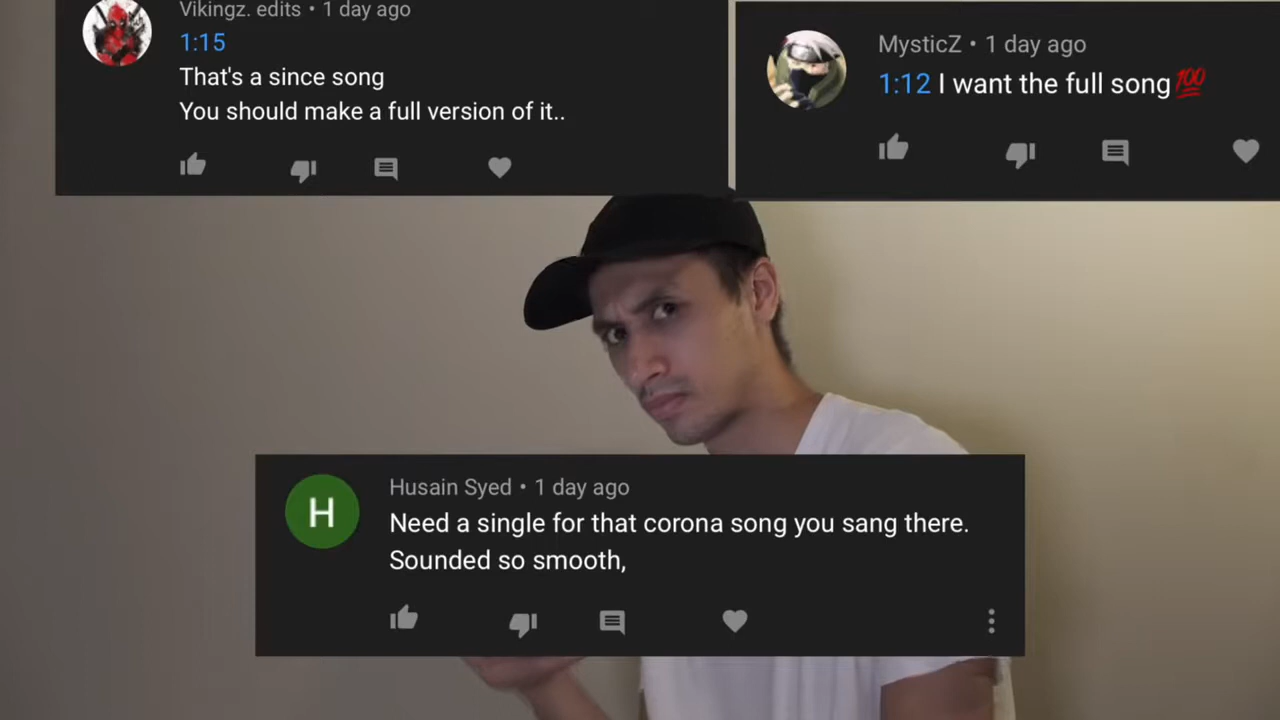 Vikingz. edits • 1 day ago
1:15
That's a since song
You should make a full version of it..
MysticZ • 1 day ago
1:12 I want the full song💯
H
Husain Syed • 1 day ago
Need a single for that corona song you sang there.
Sounded so smooth,